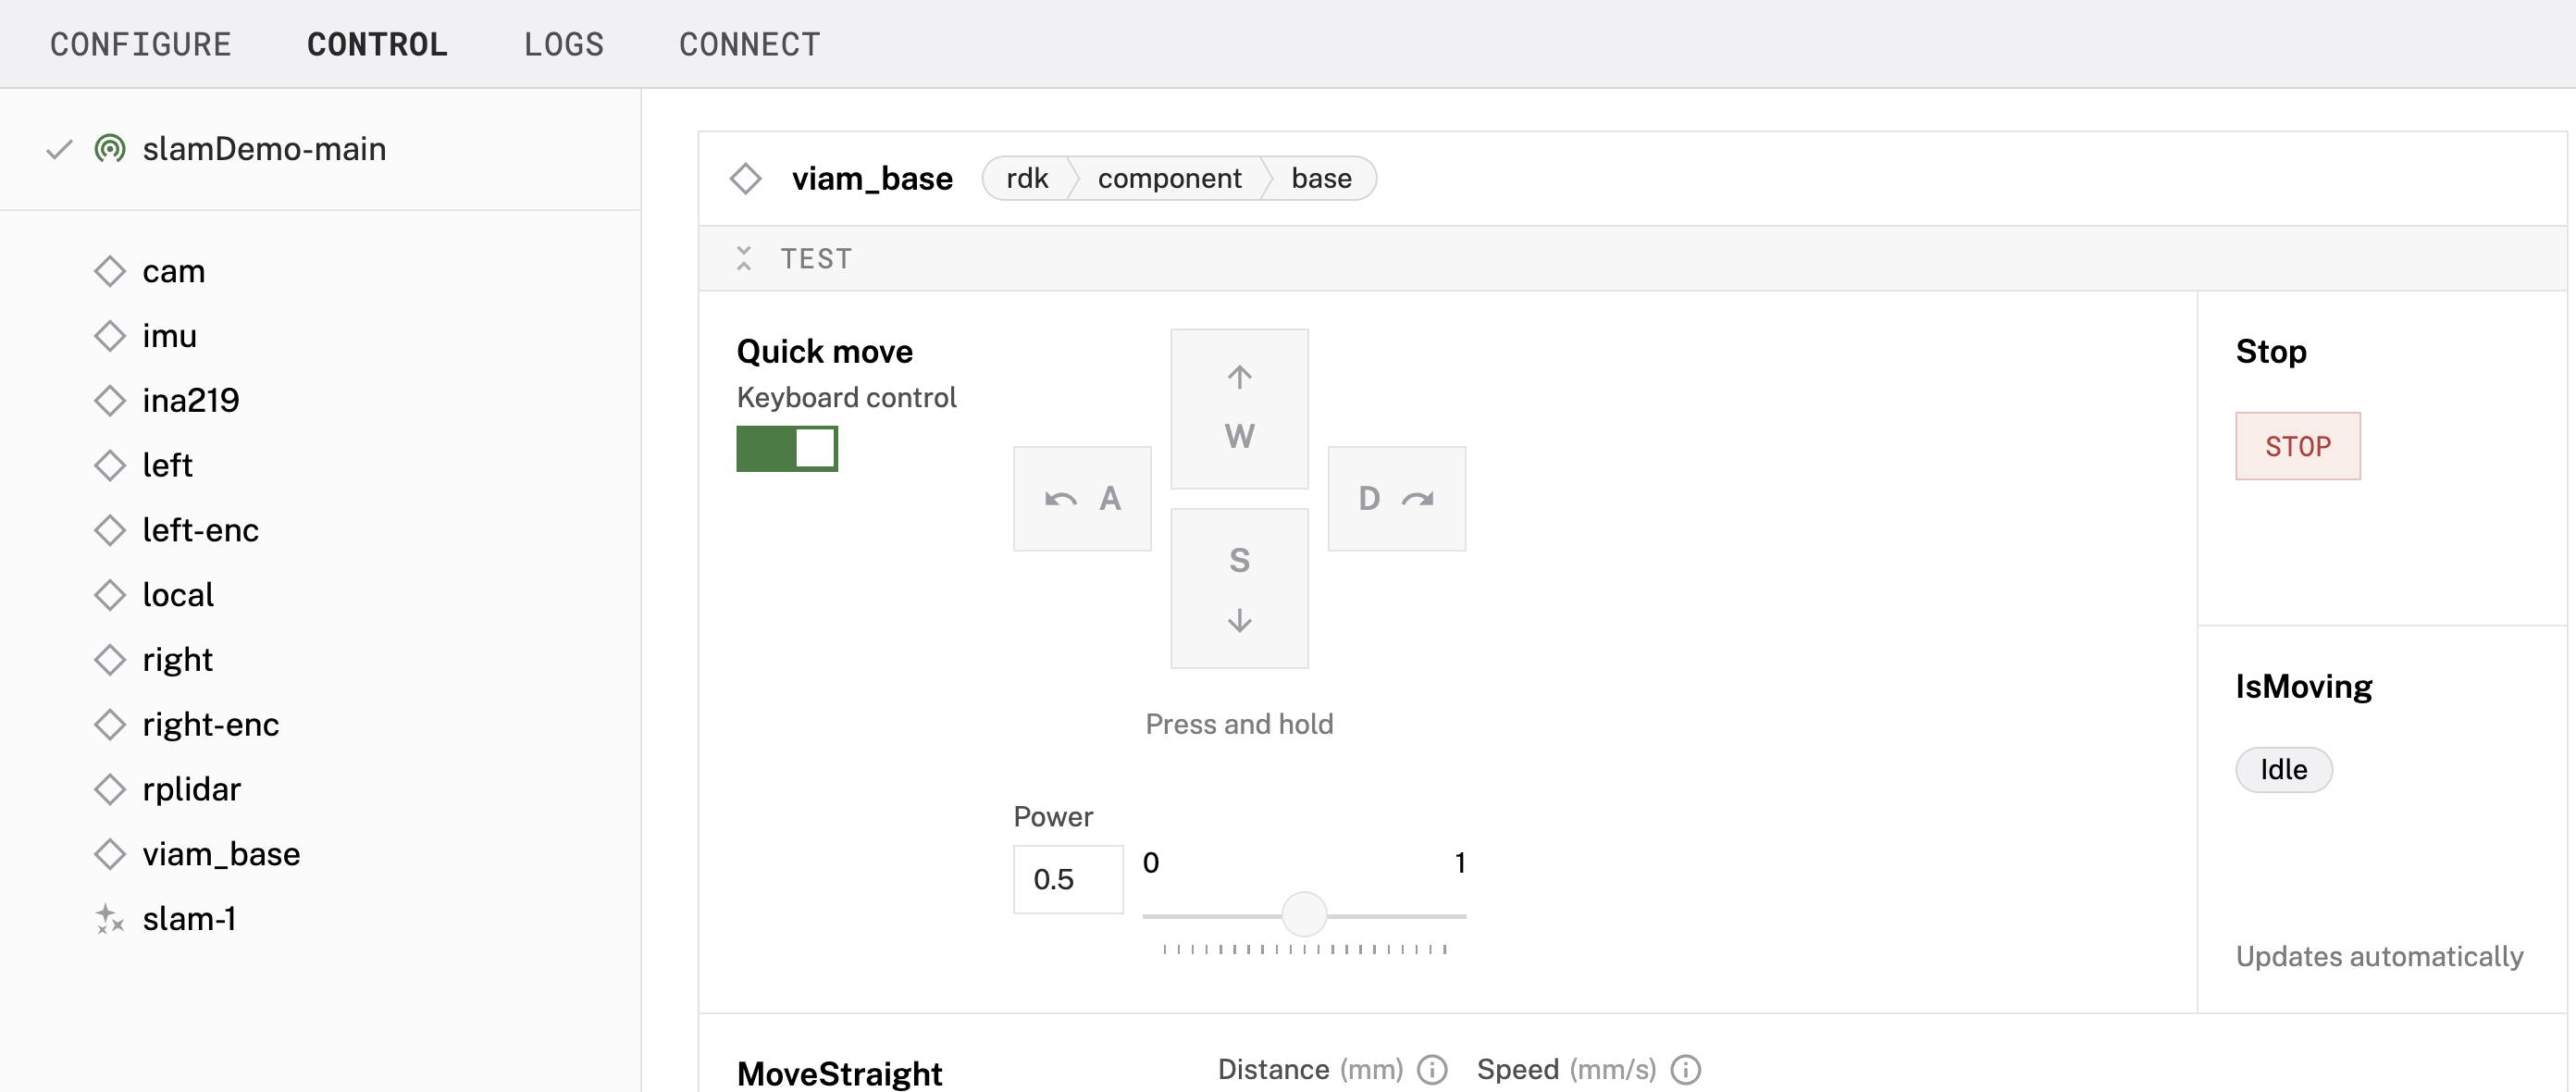 CONFIGURE CONTROL LOGS CONNECT
slamDemo-main
cam
imu
ina219
left
left-enc
local
right
right-enc
rplidar
viam_base
slam-1
viam_base rdk component base
TEST
Quick move
Keyboard control
W
A
D
S
Press and hold
Power
0.5
0 1
Stop
STOP
IsMoving
Idle
Updates automatically
MoveStraight Distance (mm) Speed (mm/s)